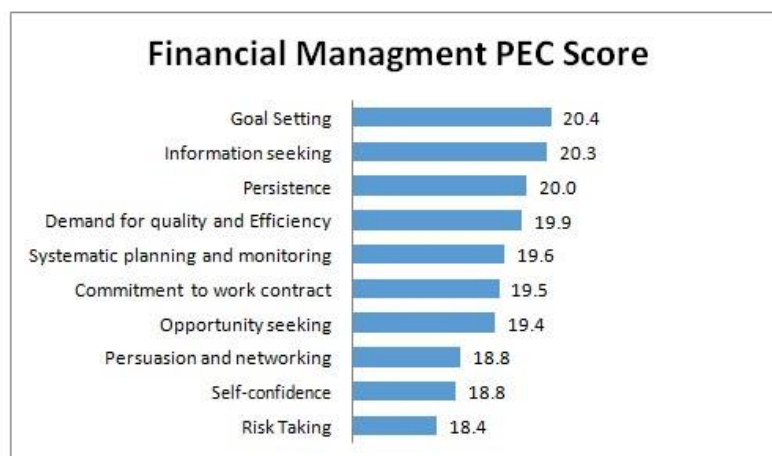 Financial Managment PEC Score
Goal Setting 20.4
Information seeking 20.3
Persistence 20.0
Demand for quality and Efficiency 19.9
Systematic planning and monitoring 19.6
Commitment to work contract 19.5
Opportunity seeking 19.4
Persuasion and networking 18.8
Self-confidence 18.8
Risk Taking 18.4